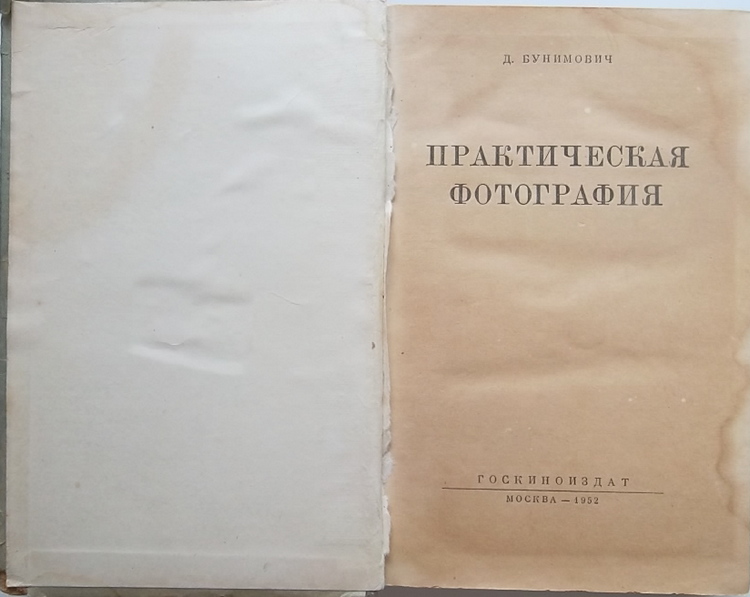 Д. БУНИМОВИЧ
ПРАКТИЧЕСКАЯ
ФОТОГРАФИЯ
ГОСКИНОИЗДАТ
МОСКВА — 1952